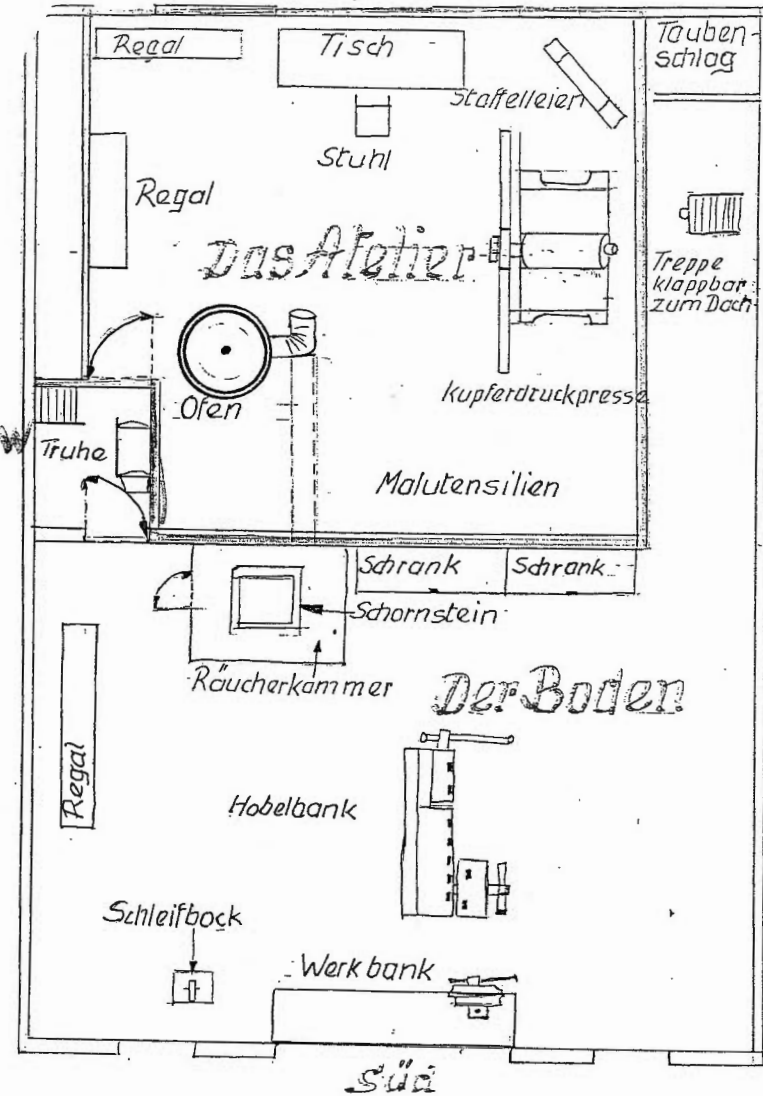 Regal
Tisch
Tauben-
schlag
Staffelleien
Stuhl
Regal
Das Atelier
Treppe
klappbar
zum Dach
Ofen
Kupferdruckpresse
W
Truhe
Malutensilien
Schrank
Schrank
Schornstein
Räucherkammer
Der Boden
Regal
Hobelbank
Schleifbock
Werkbank
Süd